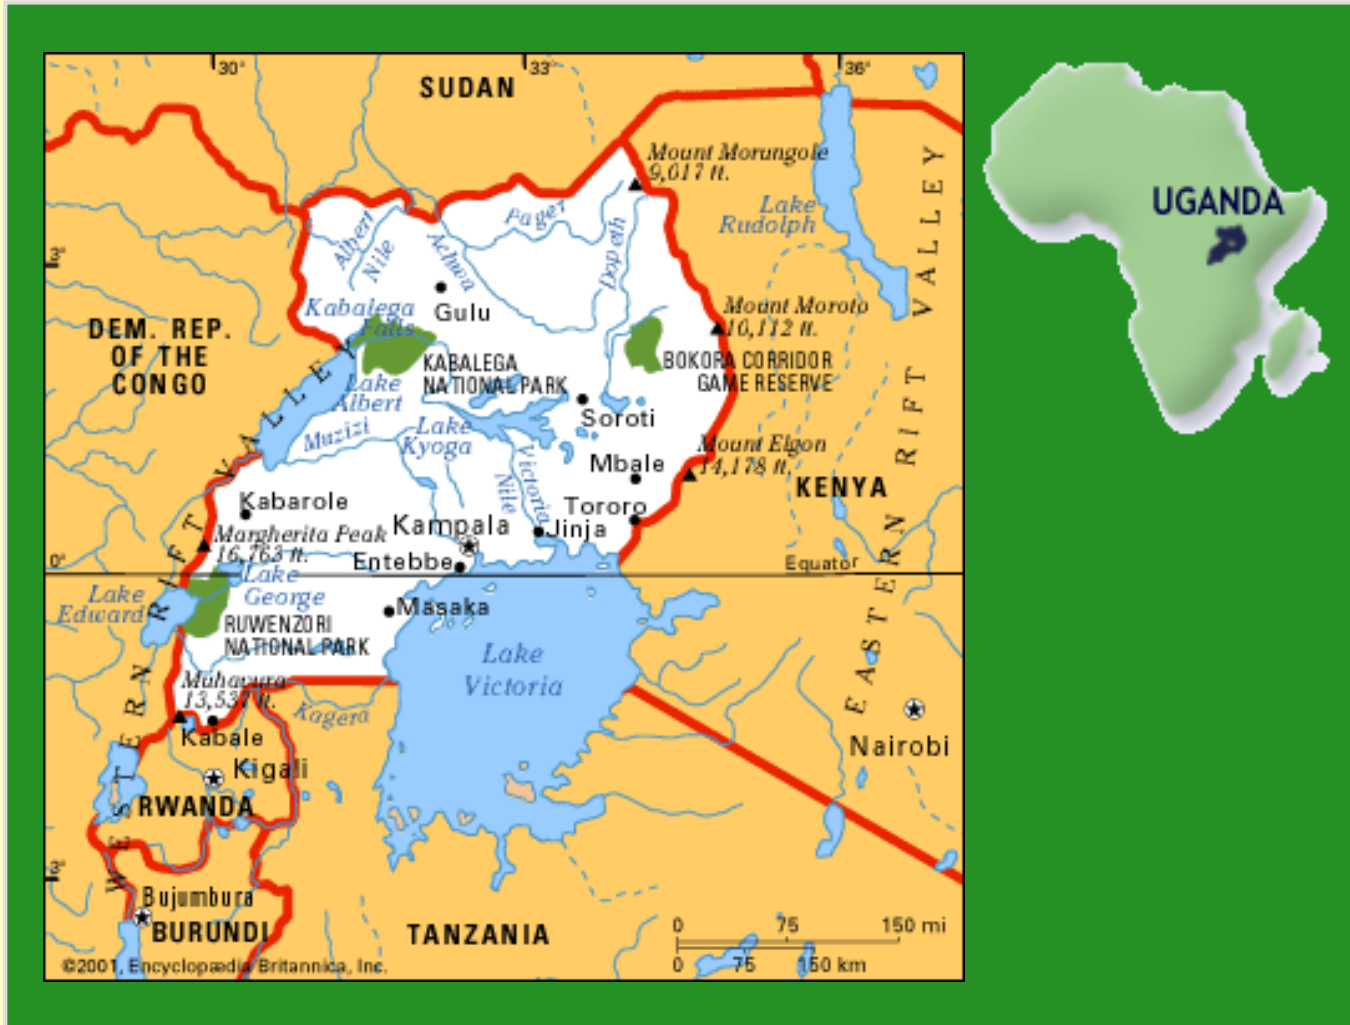 30°
33°
36°
SUDAN
Mount Morungole
9,017 ft.
UGANDA
Lake
Rudolph
Albert
Nile
Achwa
Pager
Dopeth
3°
Gulu
Kabalega
Falls
Mount Moroto
10,112 ft.
DEM. REP.
OF THE
CONGO
KABALEGA
NATIONAL PARK
BOKORA CORRIDOR
GAME RESERVE
Lake
Albert
Soroti
Muzizi
Lake
Kyoga
Mount Elgon
14,178 ft.
Mbale
Victoria
Nile
KENYA
Kabarole
Tororo
Kampala
Jinja
Margherita Peak
16,763 ft.
Entebbe
0°
Equator
Lake
George
Lake
Edward
Masaka
RUWENZORI
NATIONAL PARK
Lake
Victoria
Muhavura
13,537 ft.
Kagera
Kabale
Nairobi
Kigali
RWANDA
WESTERN RIFT VALLEY
EASTERN RIFT VALLEY
3°
Bujumbura
BURUNDI
TANZANIA
0 75 150 mi
0 75 150 km
©2001, Encyclopædia Britannica, Inc.